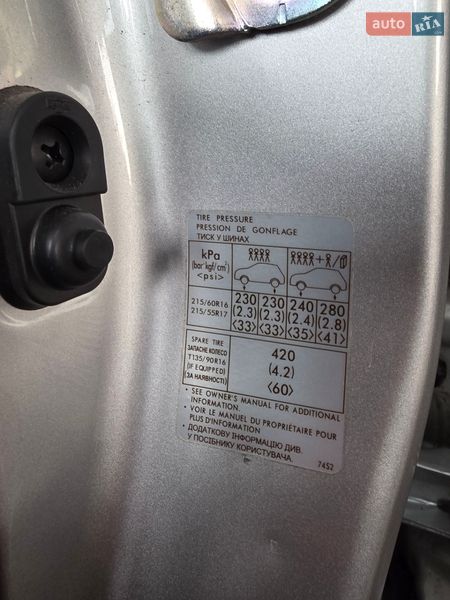 auto RIA .com
TIRE PRESSURE
PRESSION DE GONFLAGE
ТИСК У ШИНАХ
kPa
(bar˙kgf/cm²)
<psi>
+ /
215/60R16
215/55R17
230 230 240 280
(2.3) (2.3) (2.4) (2.8)
<33> <33> <35> <41>
SPARE TIRE
ЗАПАСНЕ КОЛЕСО
T135/90R16
(IF EQUIPPED)
(ЗА НАЯВНОСТІ)
420
(4.2)
<60>
• SEE OWNER'S MANUAL FOR ADDITIONAL
INFORMATION.
• VOIR LE MANUEL DU PROPRIÉTAIRE POUR
PLUS D'INFORMATION
• ДОДАТКОВУ ІНФОРМАЦІЮ ДИВ.
У ПОСІБНИКУ КОРИСТУВАЧА.
74S2